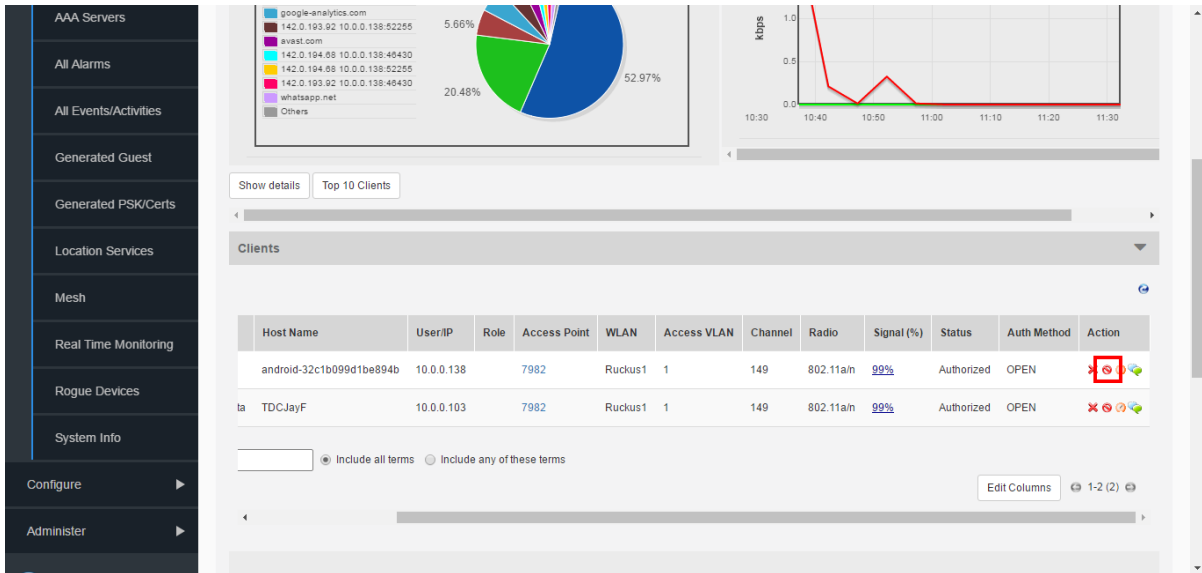 AAA Servers
All Alarms
All Events/Activities
Generated Guest
Generated PSK/Certs
Location Services
Mesh
Real Time Monitoring
Rogue Devices
System Info
Configure
Administer
google-analytics.com
142.0.193.92 10.0.0.138:52255
avast.com
142.0.194.68 10.0.0.138:46430
142.0.194.68 10.0.0.138:52255
142.0.193.92 10.0.0.138:46430
whatsapp.net
Others
5.66%
20.48%
52.97%
kbps
1.0
0.5
0.0
10:30 10:40 10:50 11:00 11:10 11:20 11:30
Show details Top 10 Clients
Clients
Host Name User/IP Role Access Point WLAN Access VLAN Channel Radio Signal (%) Status Auth Method Action
android-32c1b099d1be894b 10.0.0.138 7982 Ruckus1 1 149 802.11a/n 99% Authorized OPEN
ta TDCJayF 10.0.0.103 7982 Ruckus1 1 149 802.11a/n 99% Authorized OPEN
Include all terms Include any of these terms
Edit Columns 1-2 (2)